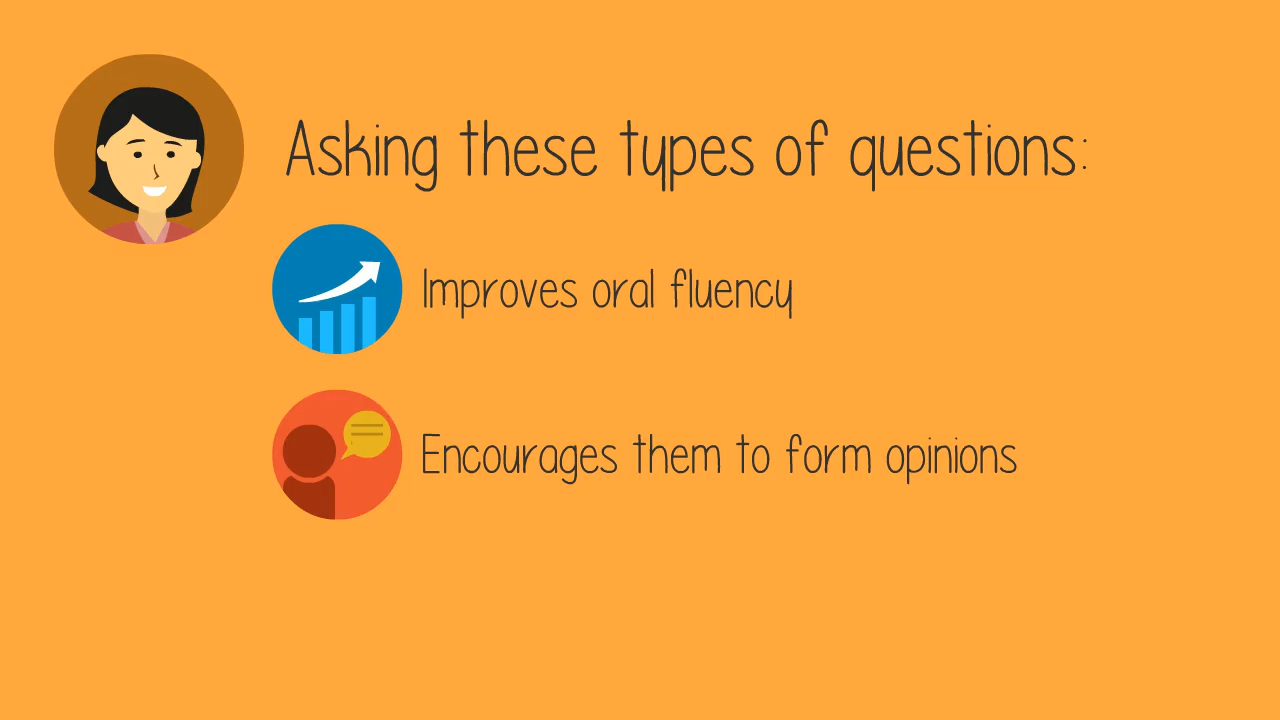 Asking these types of questions:
Improves oral fluency
Encourages them to form opinions